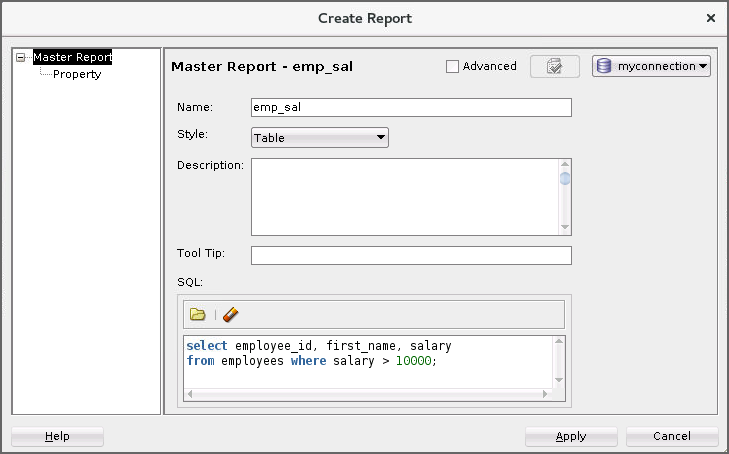 Create Report
Master Report
Property
Master Report - emp_sal
Advanced
myconnection
Name:
emp_sal
Style:
Table
Description:
Tool Tip:
SQL:
select employee_id, first_name, salary
from employees where salary > 10000;
Help
Apply
Cancel